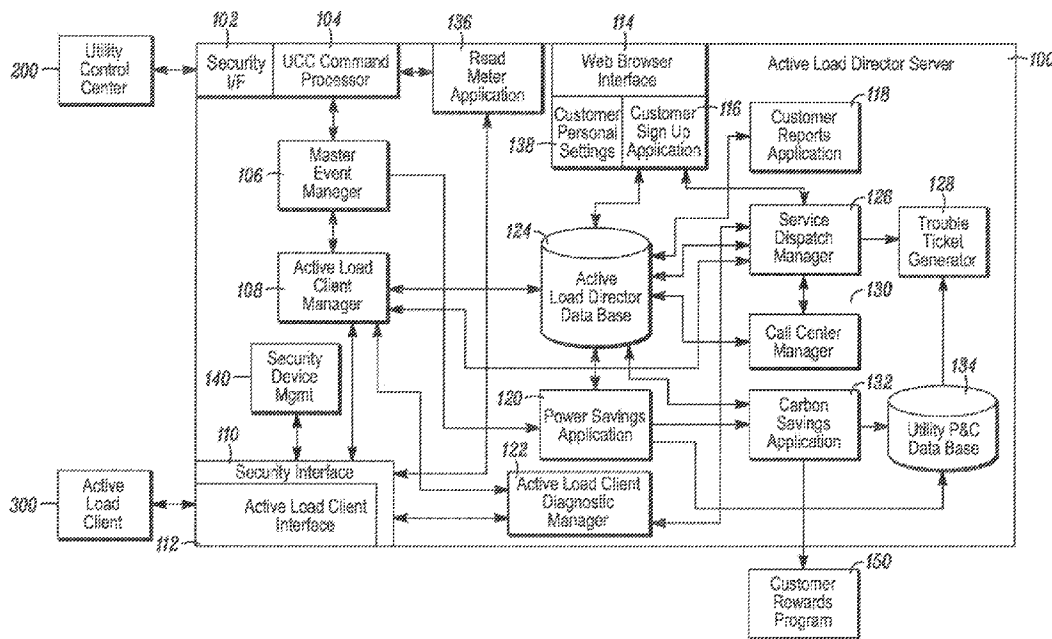 102
104
136
114
200
Utility
Control
Center
Security
I/F
UCC Command
Processor
Read
Meter
Application
Web Browser
Interface
Active Load Director Server
100
116
118
Customer
Personal
Settings
138
Customer
Sign Up
Application
Customer
Reports
Application
106
Master
Event
Manager
126
128
124
Service
Dispatch
Manager
Trouble
Ticket
Generator
108
Active Load
Client
Manager
Active
Load Director
Data Base
130
Call Center
Manager
140
Security
Device
Mgmt
120
Power Savings
Application
132
Carbon
Savings
Application
134
Utility P&C
Data Base
110
Security Interface
122
Active Load Client
Diagnostic
Manager
300
Active
Load
Client
Active Load Client
Interface
112
150
Customer
Rewards
Program